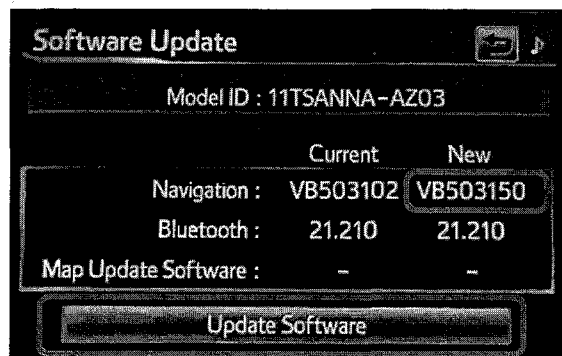 Software Update
Model ID : 11TSANNA-AZ03
Current New
Navigation : VB503102 VB503150
Bluetooth : 21.210 21.210
Map Update Software : - -
Update Software